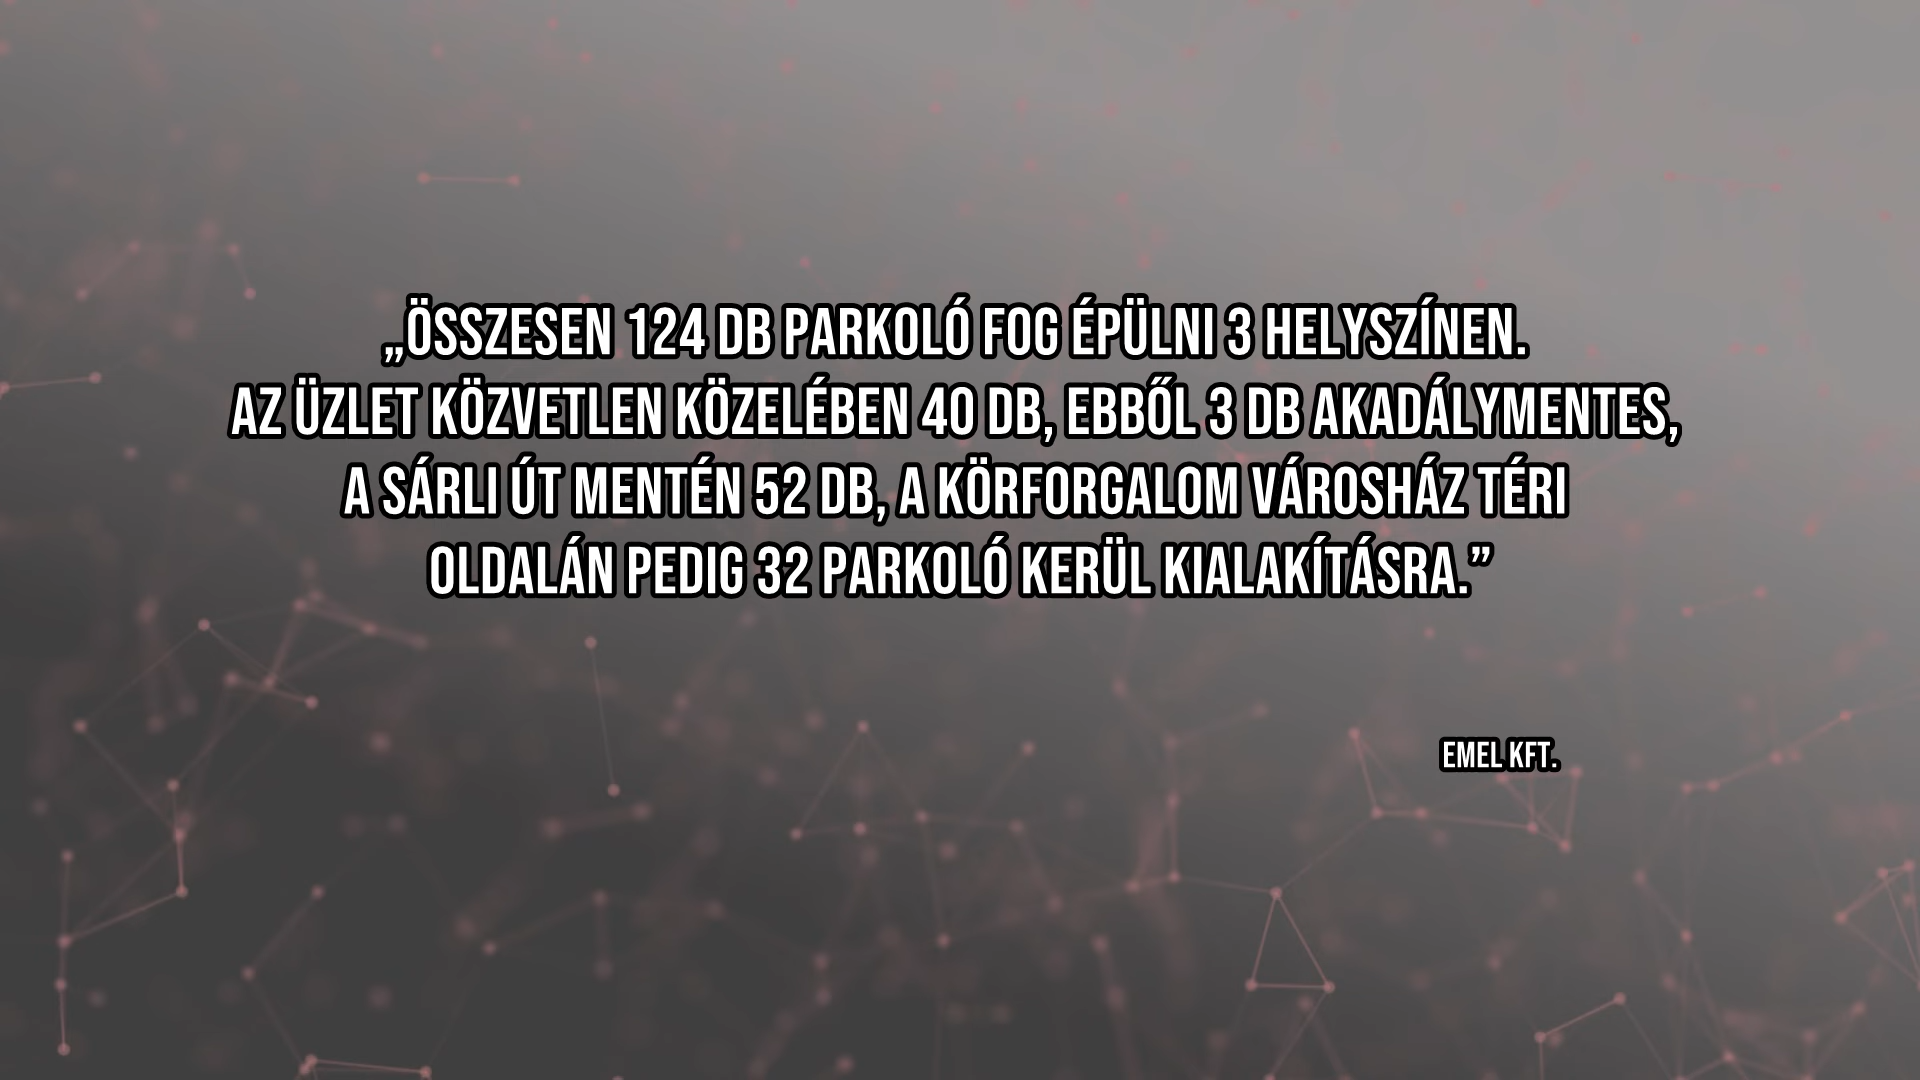 „ÖSSZESEN 124 DB PARKOLÓ FOG ÉPÜLNI 3 HELYSZÍNEN.
AZ ÜZLET KÖZVETLEN KÖZELÉBEN 40 DB, EBBŐL 3 DB AKADÁLYMENTES,
A SÁRLI ÚT MENTÉN 52 DB, A KÖRFORGALOM VÁROSHÁZ TÉRI
OLDALÁN PEDIG 32 PARKOLÓ KERÜL KIALAKÍTÁSRA.”
EMEL KFT.